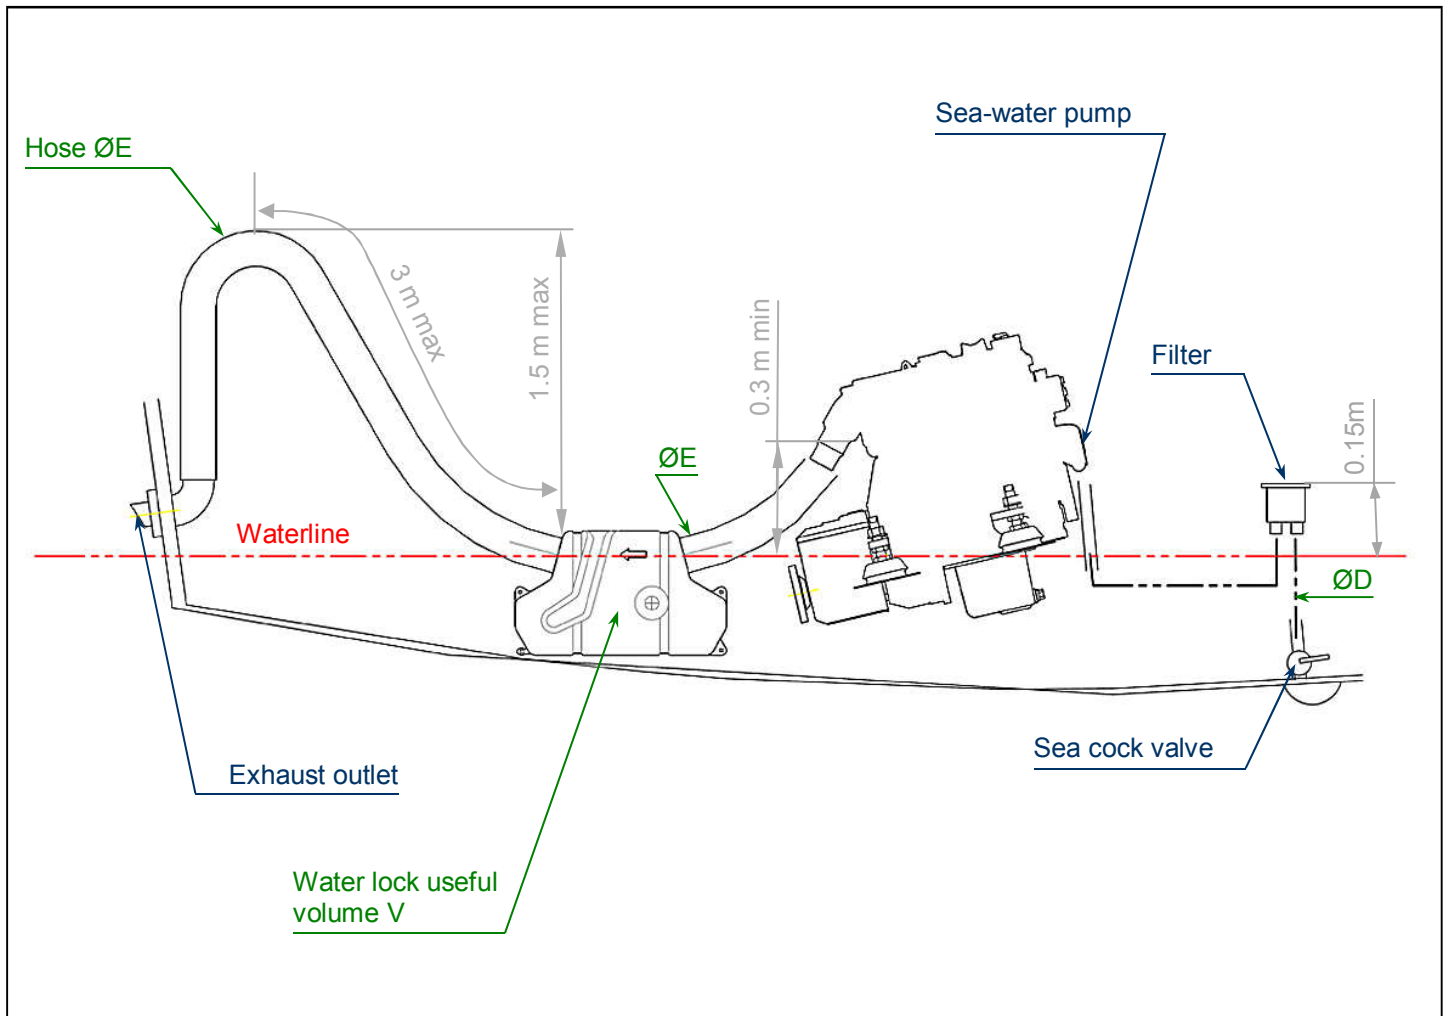 Sea-water pump
Hose ØE
3 m max
1.5 m max
0.3 m min
Filter
0.15m
ØE
Waterline
ØD
Sea cock valve
Exhaust outlet
Water lock useful
volume V